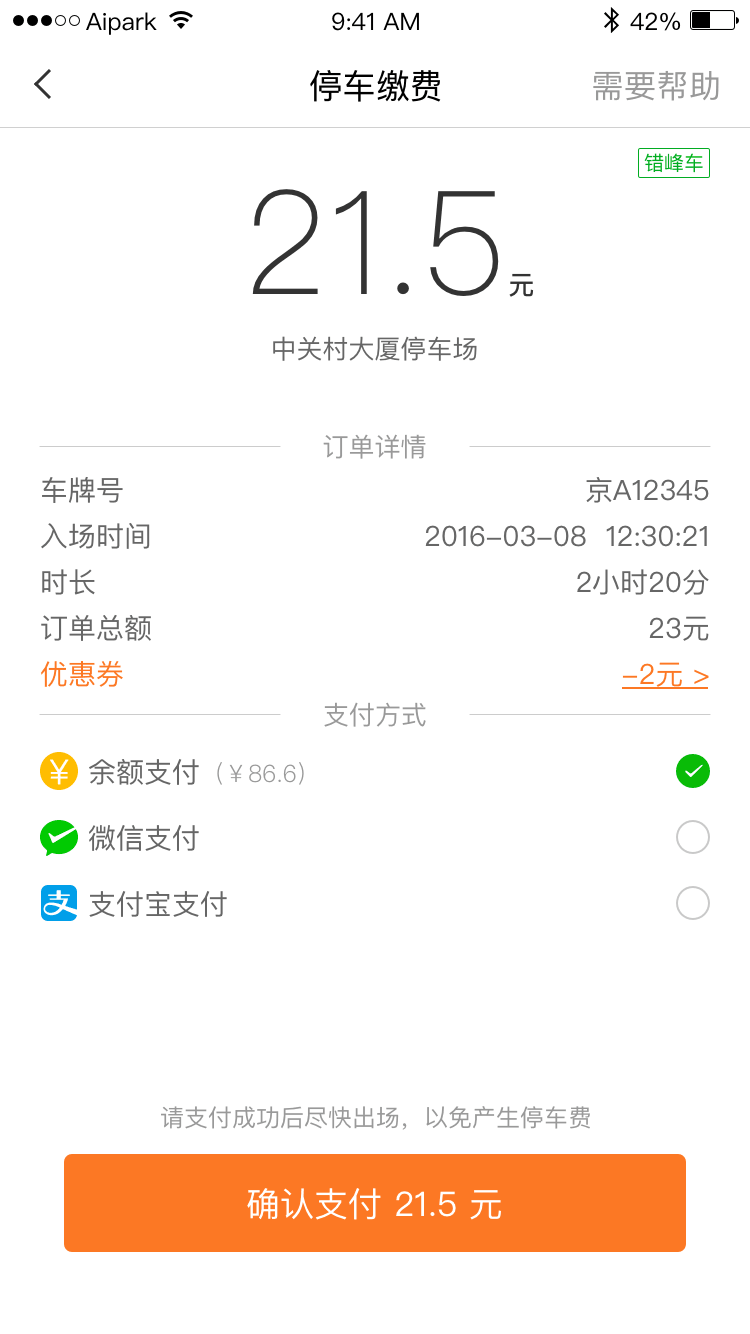 Aipark 9:41 AM 42%
停车缴费 需要帮助
错峰车
21.5元
中关村大厦停车场
订单详情
车牌号 京A12345
入场时间 2016-03-08 12:30:21
时长 2小时20分
订单总额 23元
优惠券 -2元 >
支付方式
余额支付（¥86.6）
微信支付
支付宝支付
请支付成功后尽快出场，以免产生停车费
确认支付 21.5 元